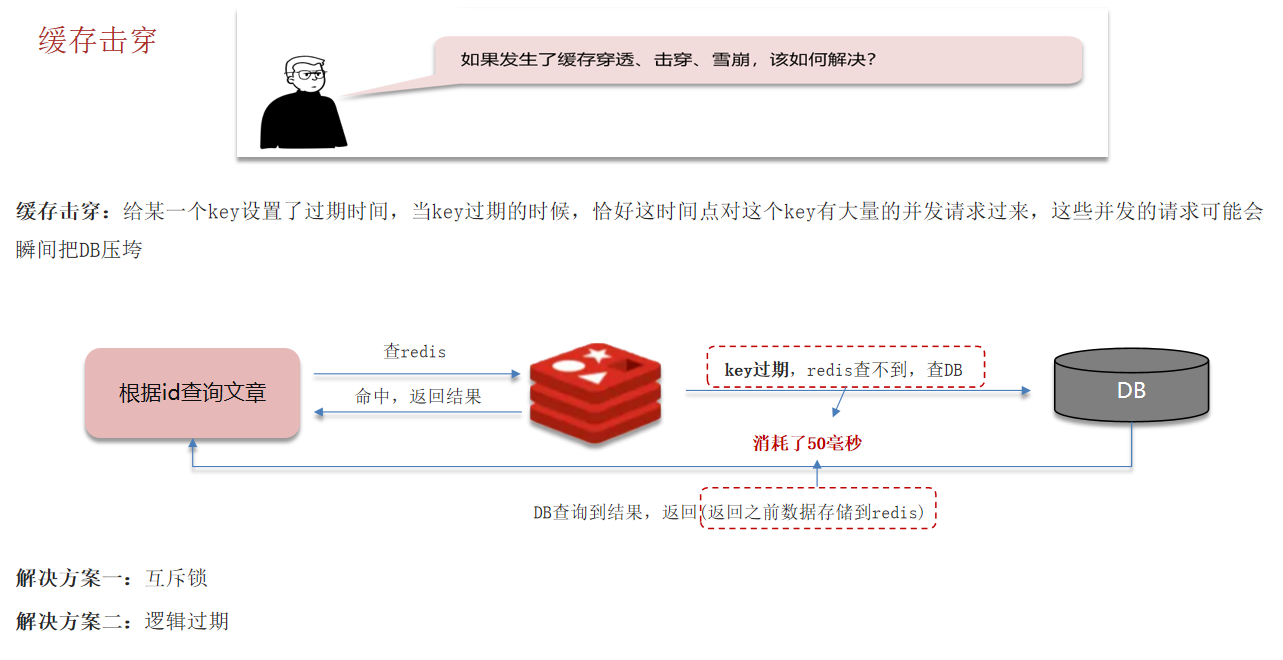 缓存击穿
如果发生了缓存穿透、击穿、雪崩，该如何解决？
缓存击穿：给某一个key设置了过期时间，当key过期的时候，恰好这时间点对这个key有大量的并发请求过来，这些并发的请求可能会
瞬间把DB压垮
查redis
根据id查询文章
命中，返回结果
key过期，redis查不到，查DB
DB
消耗了50毫秒
DB查询到结果，返回(返回之前数据存储到redis)
解决方案一：互斥锁
解决方案二：逻辑过期